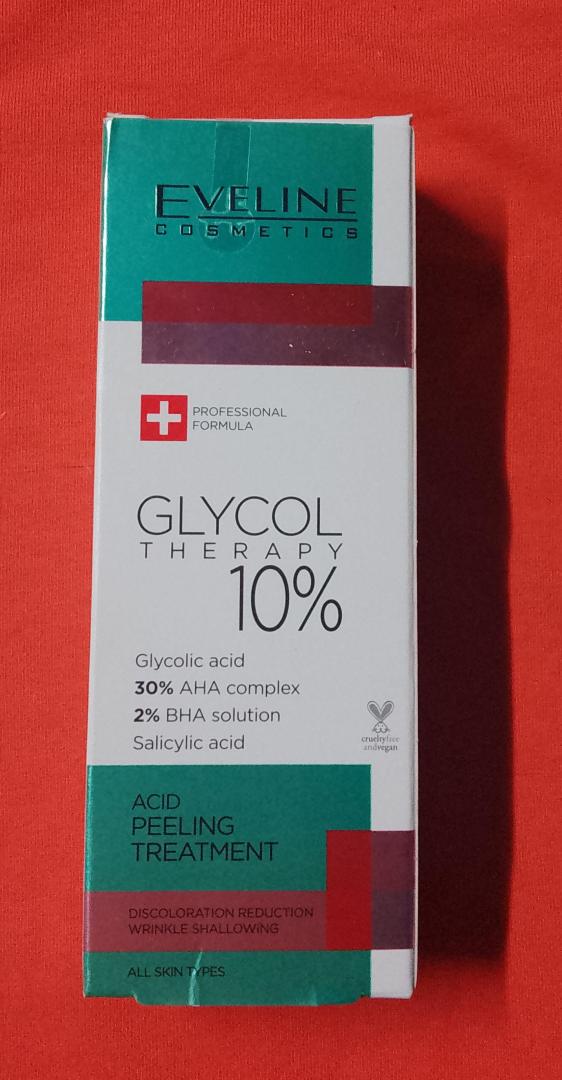 EVELINE
COSMETICS
PROFESSIONAL
FORMULA
GLYCOL
THERAPY
10%
Glycolic acid
30% AHA complex
2% BHA solution
Salicylic acid
crueltyfree
andvegan
ACID
PEELING
TREATMENT
DISCOLORATION REDUCTION
WRINKLE SHALLOWiNG
ALL SKIN TYPES